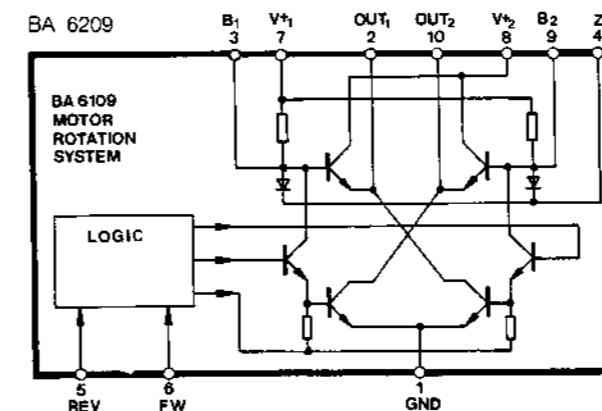 BA 6209
B1 V+1 OUT1 OUT2 V+2 B2 Z
3 7 2 10 8 9 4
BA 6109
MOTOR
ROTATION
SYSTEM
LOGIC
5 6 1
REV FW GND